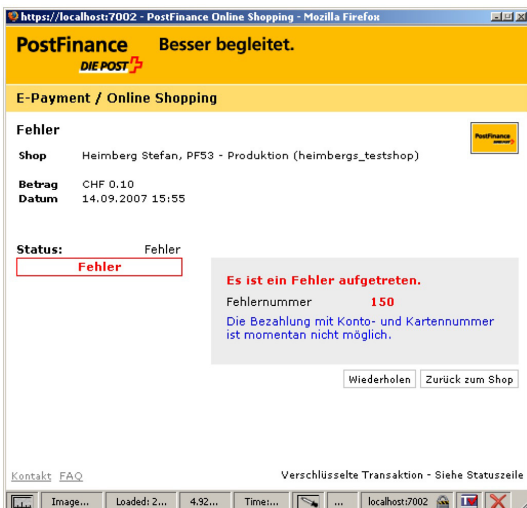 https://localhost:7002 - PostFinance Online Shopping - Mozilla Firefox
PostFinance Besser begleitet.
DIE POST
E-Payment / Online Shopping
Fehler
PostFinance
Shop Heimberg Stefan, PF53 - Produktion (heimbergs_testshop)
Betrag CHF 0.10
Datum 14.09.2007 15:55
Status: Fehler
Fehler
Es ist ein Fehler aufgetreten.
Fehlernummer 150
Die Bezahlung mit Konto- und Kartennummer
ist momentan nicht möglich.
Wiederholen Zurück zum Shop
Kontakt FAQ Verschlüsselte Transaktion - Siehe Statuszeile
Image... Loaded: 2... 4.92... Time:... ... localhost:7002